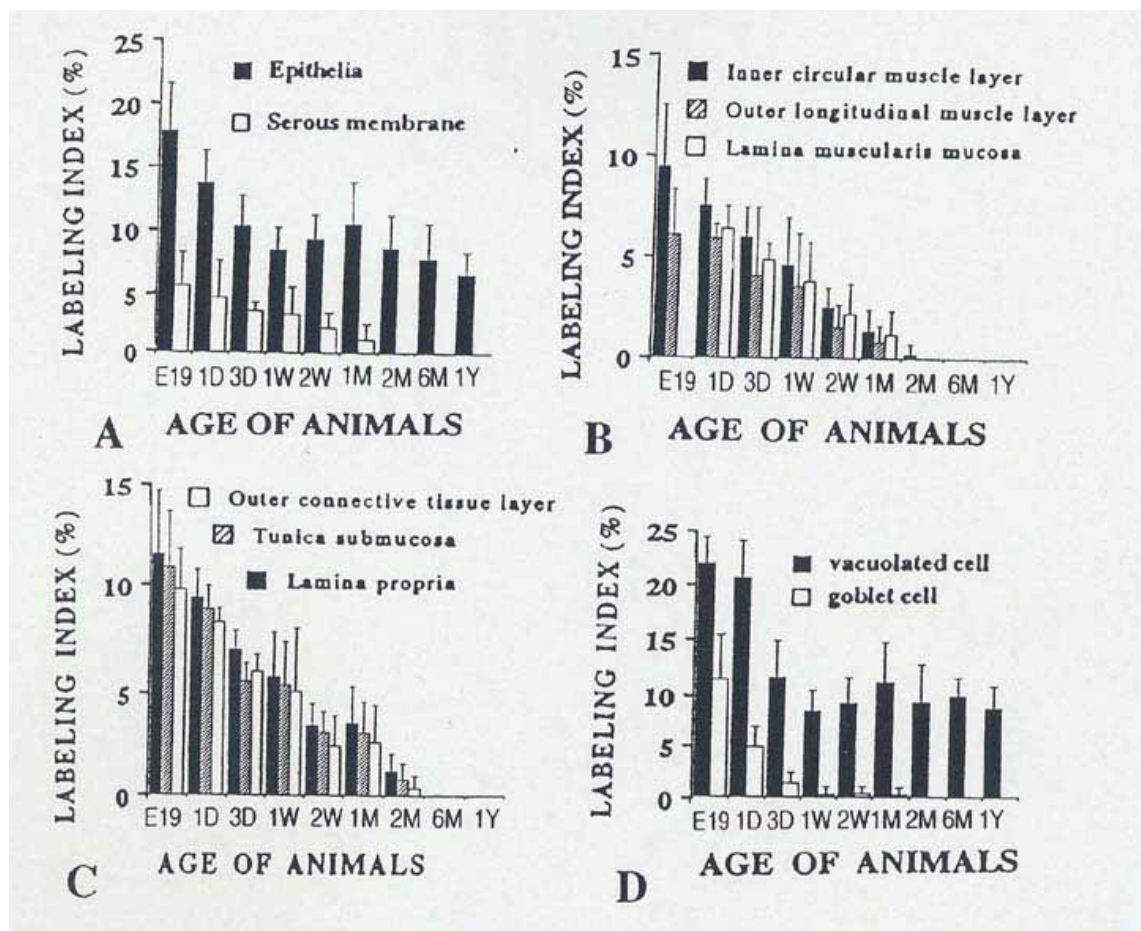 25
20
15
10
5
0
LABELING INDEX (%)
Epithelia
Serous membrane
E19 1D 3D 1W 2W 1M 2M 6M 1Y
A AGE OF ANIMALS
15
10
5
0
LABELING INDEX (%)
Inner circular muscle layer
Outer longitudinal muscle layer
Lamina muscularis mucosa
E19 1D 3D 1W 2W 1M 2M 6M 1Y
B AGE OF ANIMALS
15
10
5
0
LABELING INDEX (%)
Outer connective tissue layer
Tunica submucosa
Lamina propria
E19 1D 3D 1W 2W 1M 2M 6M 1Y
C AGE OF ANIMALS
25
20
15
10
5
0
LABELING INDEX (%)
vacuolated cell
goblet cell
E19 1D 3D 1W 2W 1M 2M 6M 1Y
D AGE OF ANIMALS